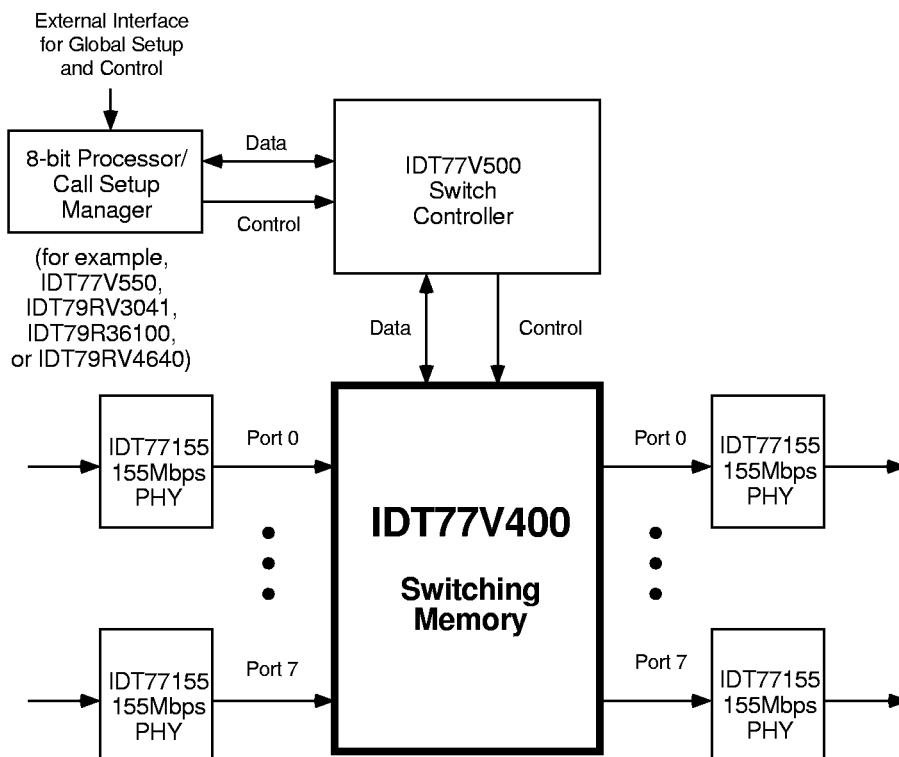 External Interface
for Global Setup
and Control
8-bit Processor/
Call Setup
Manager
Data
Control
IDT77V500
Switch
Controller
(for example,
IDT77V550,
IDT79RV3041,
IDT79R36100,
or IDT79RV4640)
Data
Control
IDT77155
155Mbps
PHY
Port 0
Port 0
IDT77155
155Mbps
PHY
IDT77V400
Switching
Memory
IDT77155
155Mbps
PHY
Port 7
Port 7
IDT77155
155Mbps
PHY